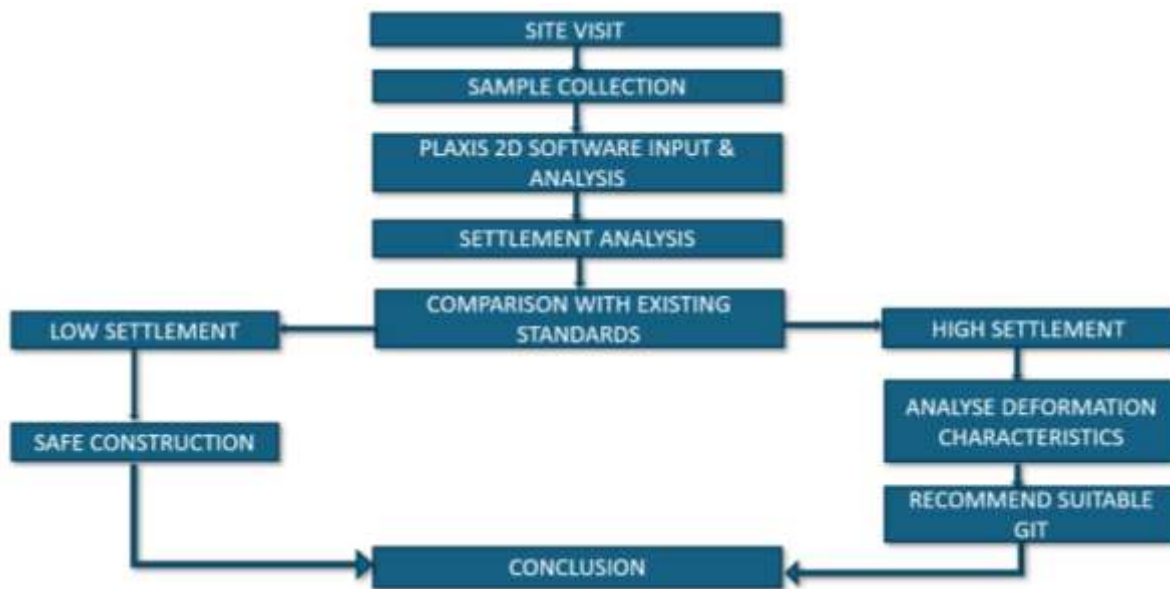 SITE VISIT
SAMPLE COLLECTION
PLAXIS 2D SOFTWARE INPUT &
ANALYSIS
SETTLEMENT ANALYSIS
COMPARISON WITH EXISTING
STANDARDS
LOW SETTLEMENT
HIGH SETTLEMENT
SAFE CONSTRUCTION
ANALYSE DEFORMATION
CHARACTERISTICS
RECOMMEND SUITABLE
GIT
CONCLUSION